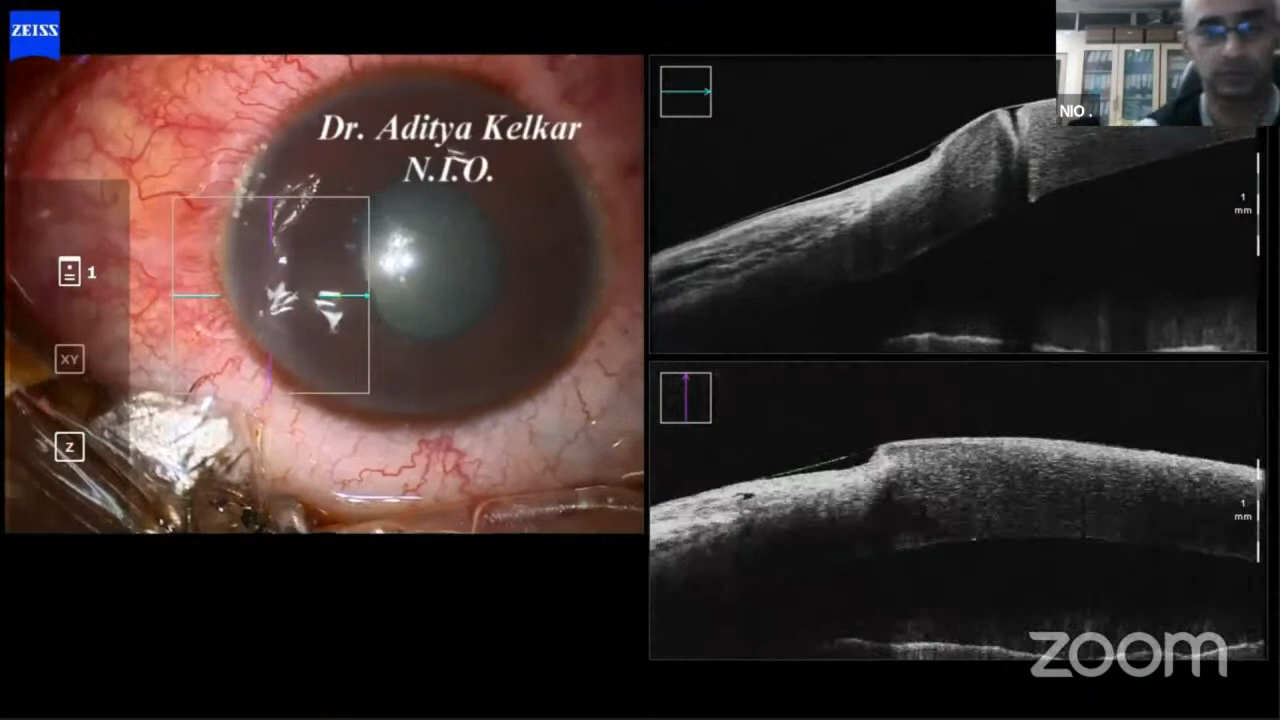 ZEISS
Dr. Aditya Kelkar
N.I.O.
1
XY
Z
NIO .
1
mm
1
mm
zoom